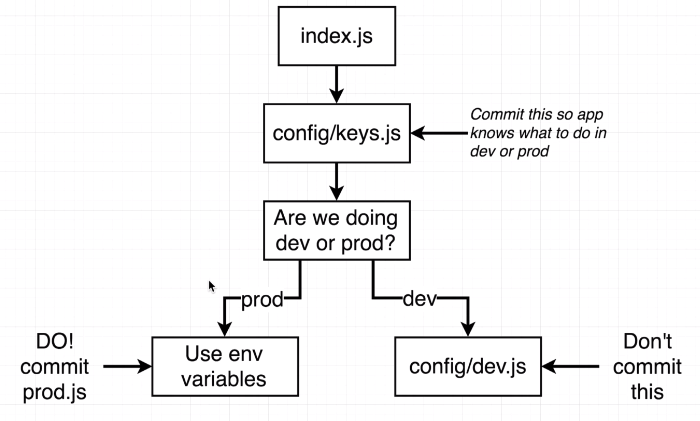 index.js
config/keys.js
Commit this so app
knows what to do in
dev or prod
Are we doing
dev or prod?
prod
dev
DO!
commit
prod.js
Use env
variables
config/dev.js
Don't
commit
this